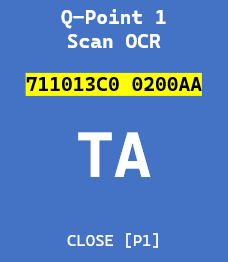 Q-Point 1
Scan OCR
711013C0 0200AA
TA
CLOSE [P1]